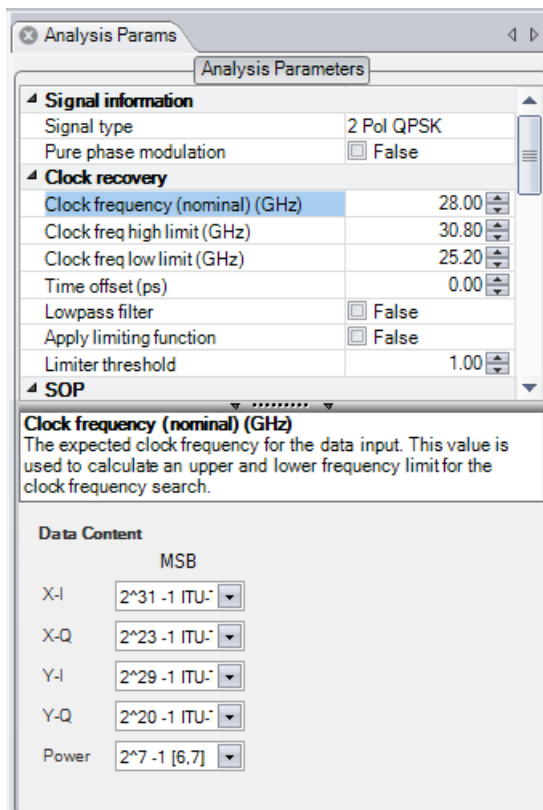 Analysis Params
Analysis Parameters
Signal information
Signal type 2 Pol QPSK
Pure phase modulation False
Clock recovery
Clock frequency (nominal) (GHz) 28.00
Clock freq high limit (GHz) 30.80
Clock freq low limit (GHz) 25.20
Time offset (ps) 0.00
Lowpass filter False
Apply limiting function False
Limiter threshold 1.00
SOP
Clock frequency (nominal) (GHz)
The expected clock frequency for the data input. This value is
used to calculate an upper and lower frequency limit for the
clock frequency search.
Data Content
MSB
X-I 2^31 -1 ITU-
X-Q 2^23 -1 ITU-
Y-I 2^29 -1 ITU-
Y-Q 2^20 -1 ITU-
Power 2^7 -1 [6,7]